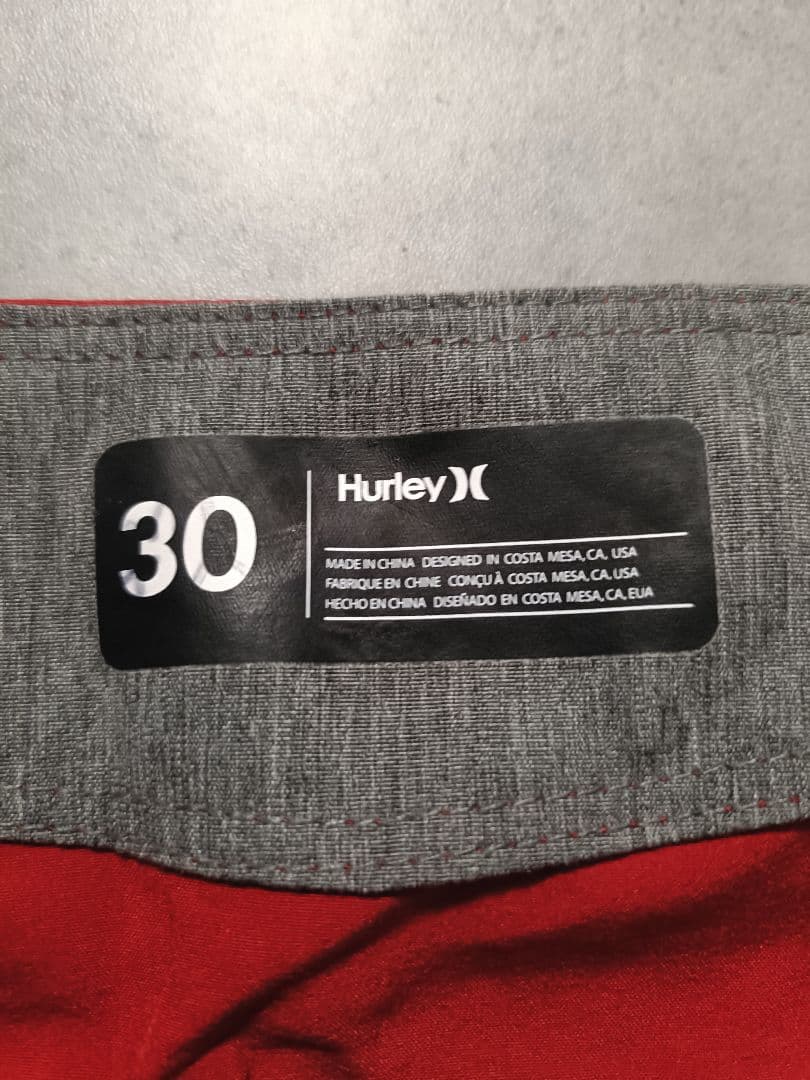 30
Hurley
MADE IN CHINA DESIGNED IN COSTA MESA, CA, USA
FABRIQUE EN CHINE CONÇU À COSTA MESA, CA, USA
HECHO EN CHINA DISEÑADO EN COSTA MESA, CA, EUA